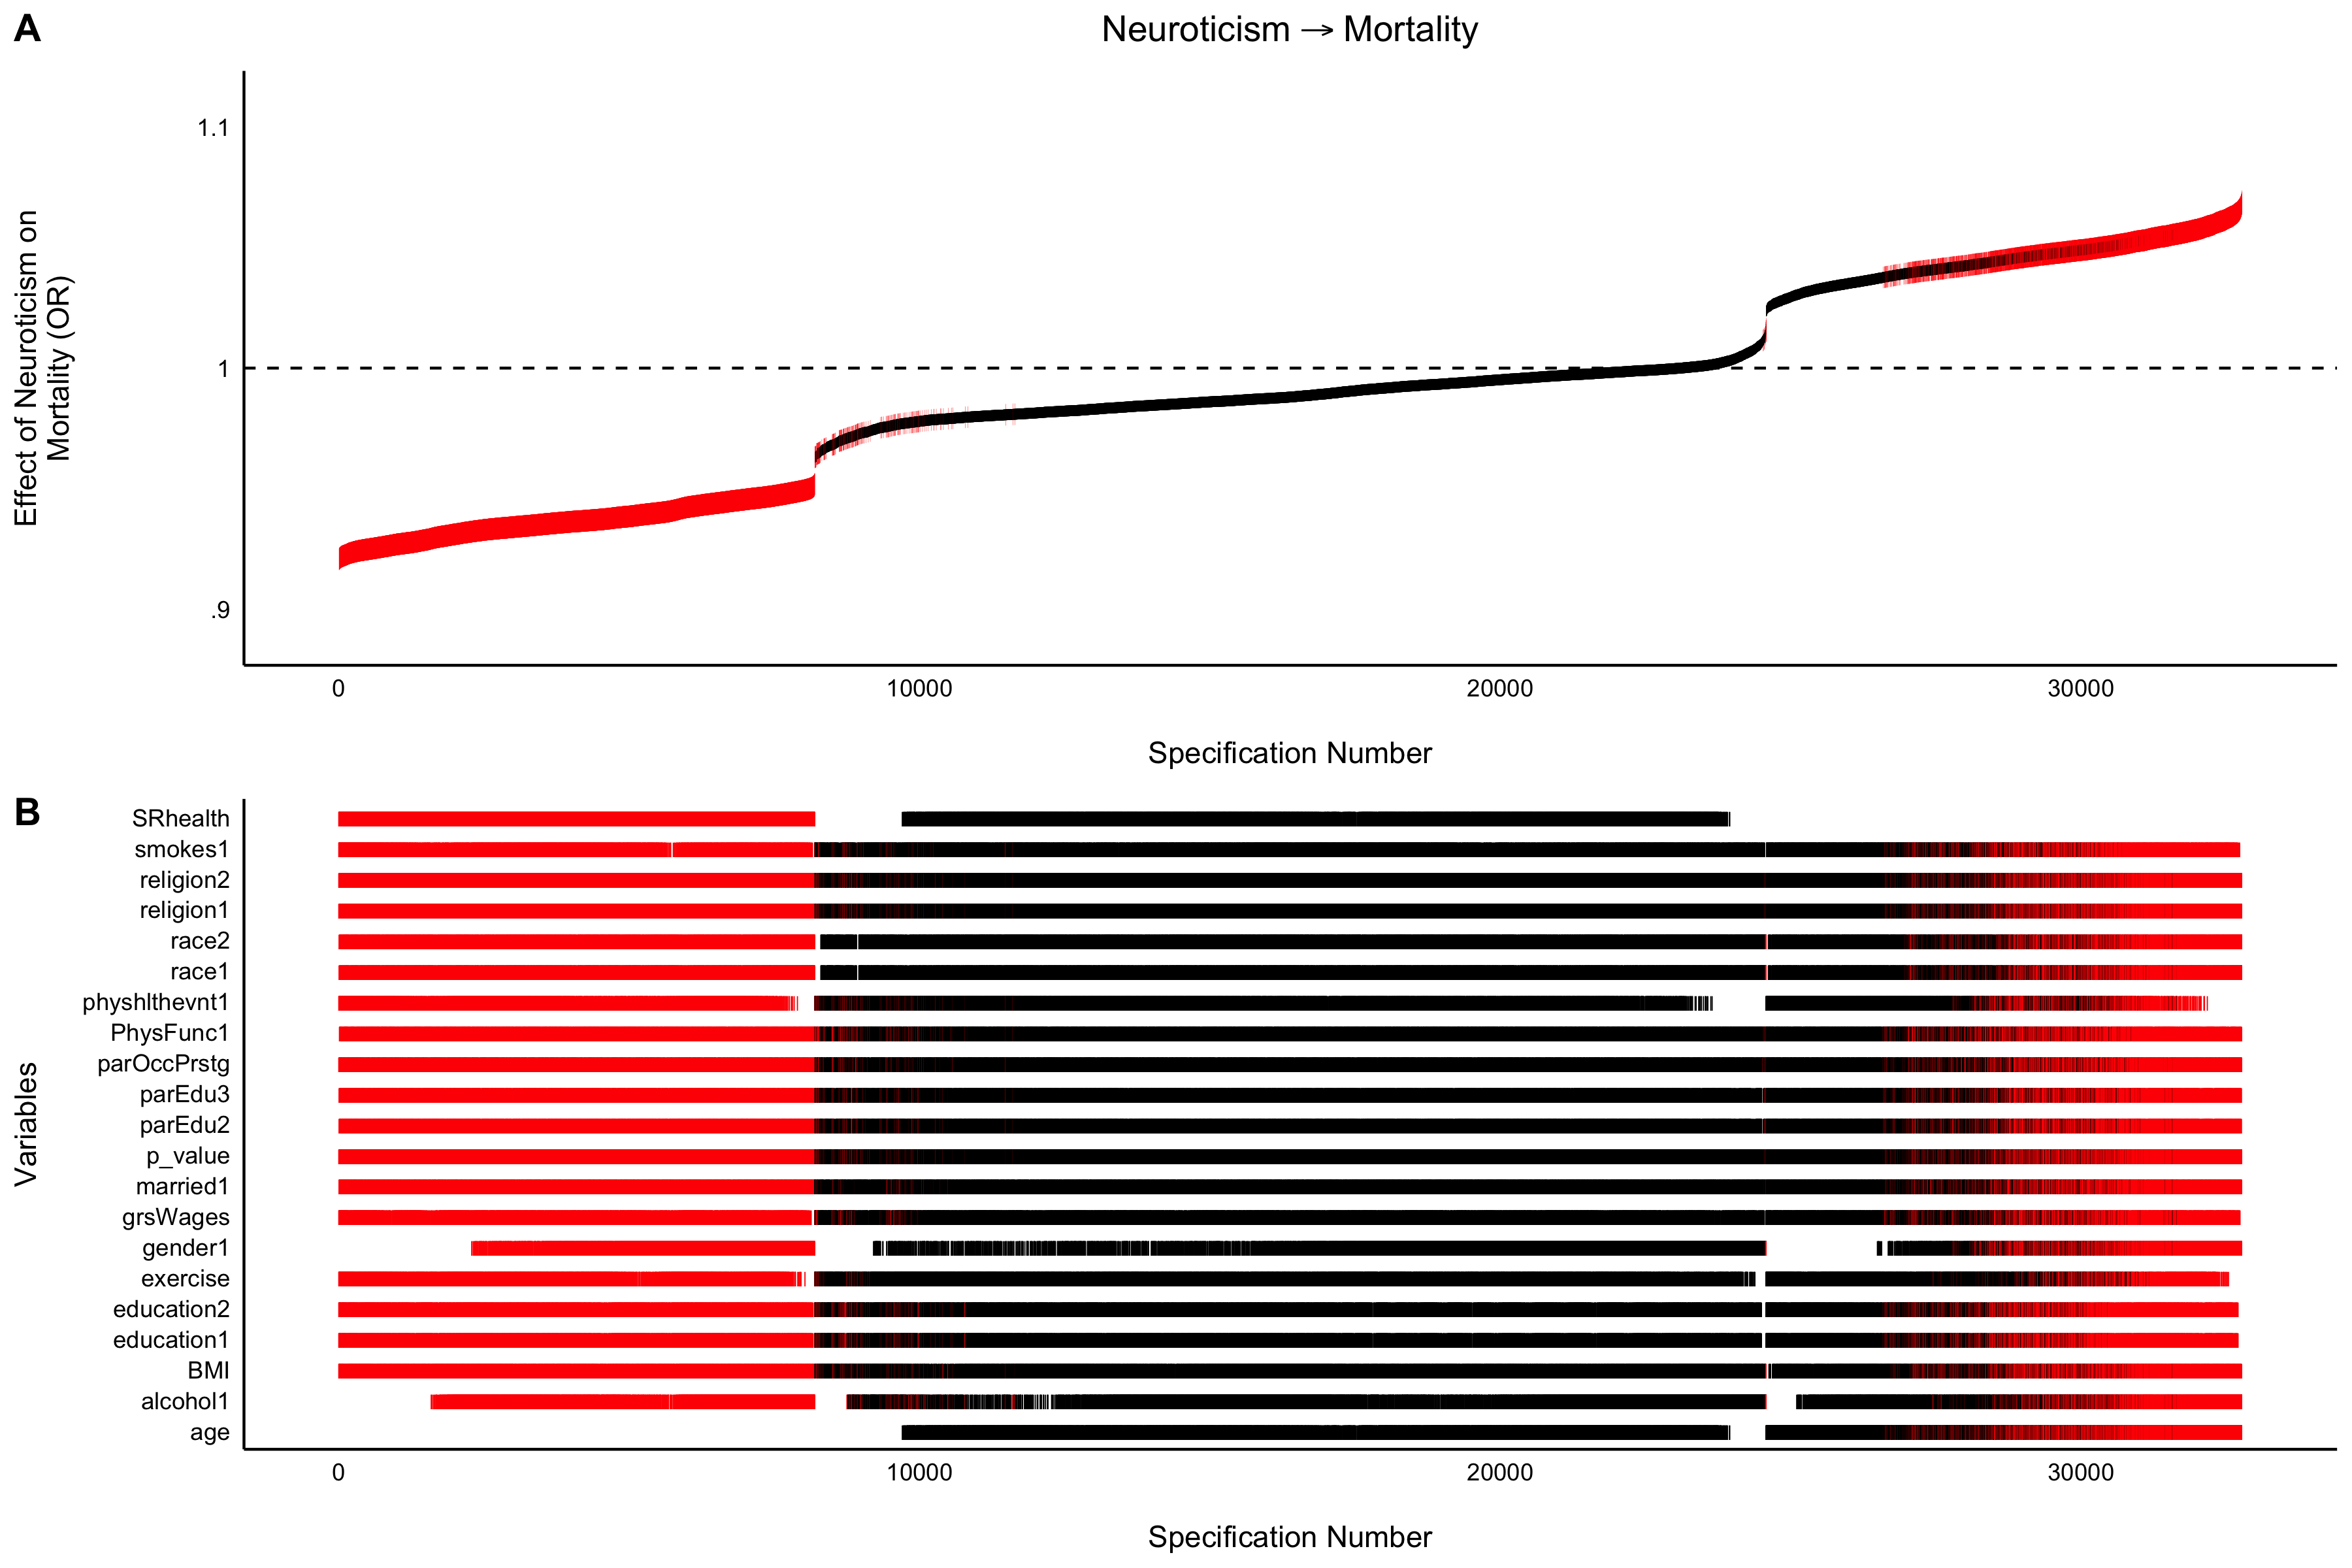 A
Neuroticism → Mortality
Effect of Neuroticism on
Mortality (OR)
1.1
1
.9
0 10000 20000 30000
Specification Number
B
Variables
SRhealth
smokes1
religion2
religion1
race2
race1
physhlthevnt1
PhysFunc1
parOccPrstg
parEdu3
parEdu2
p_value
married1
grsWages
gender1
exercise
education2
education1
BMI
alcohol1
age
0 10000 20000 30000
Specification Number